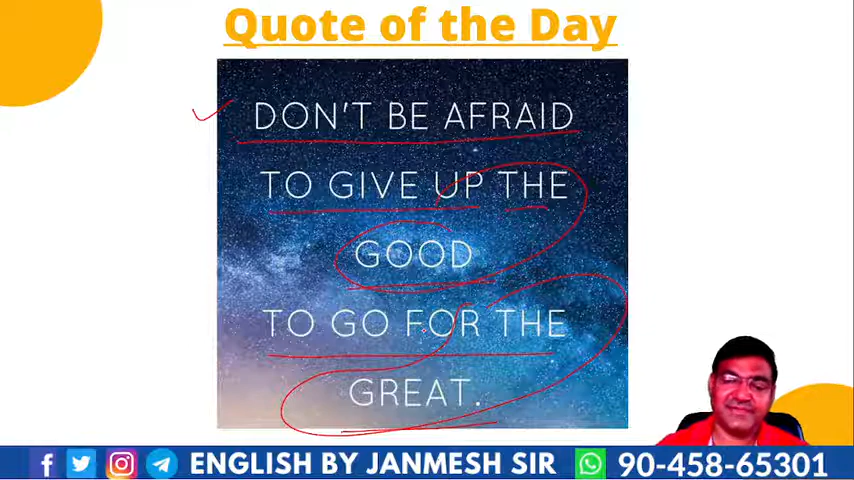 Quote of the Day
DON'T BE AFRAID
TO GIVE UP THE
GOOD
TO GO FOR THE
GREAT.
ENGLISH BY JANMESH SIR 90-458-65301